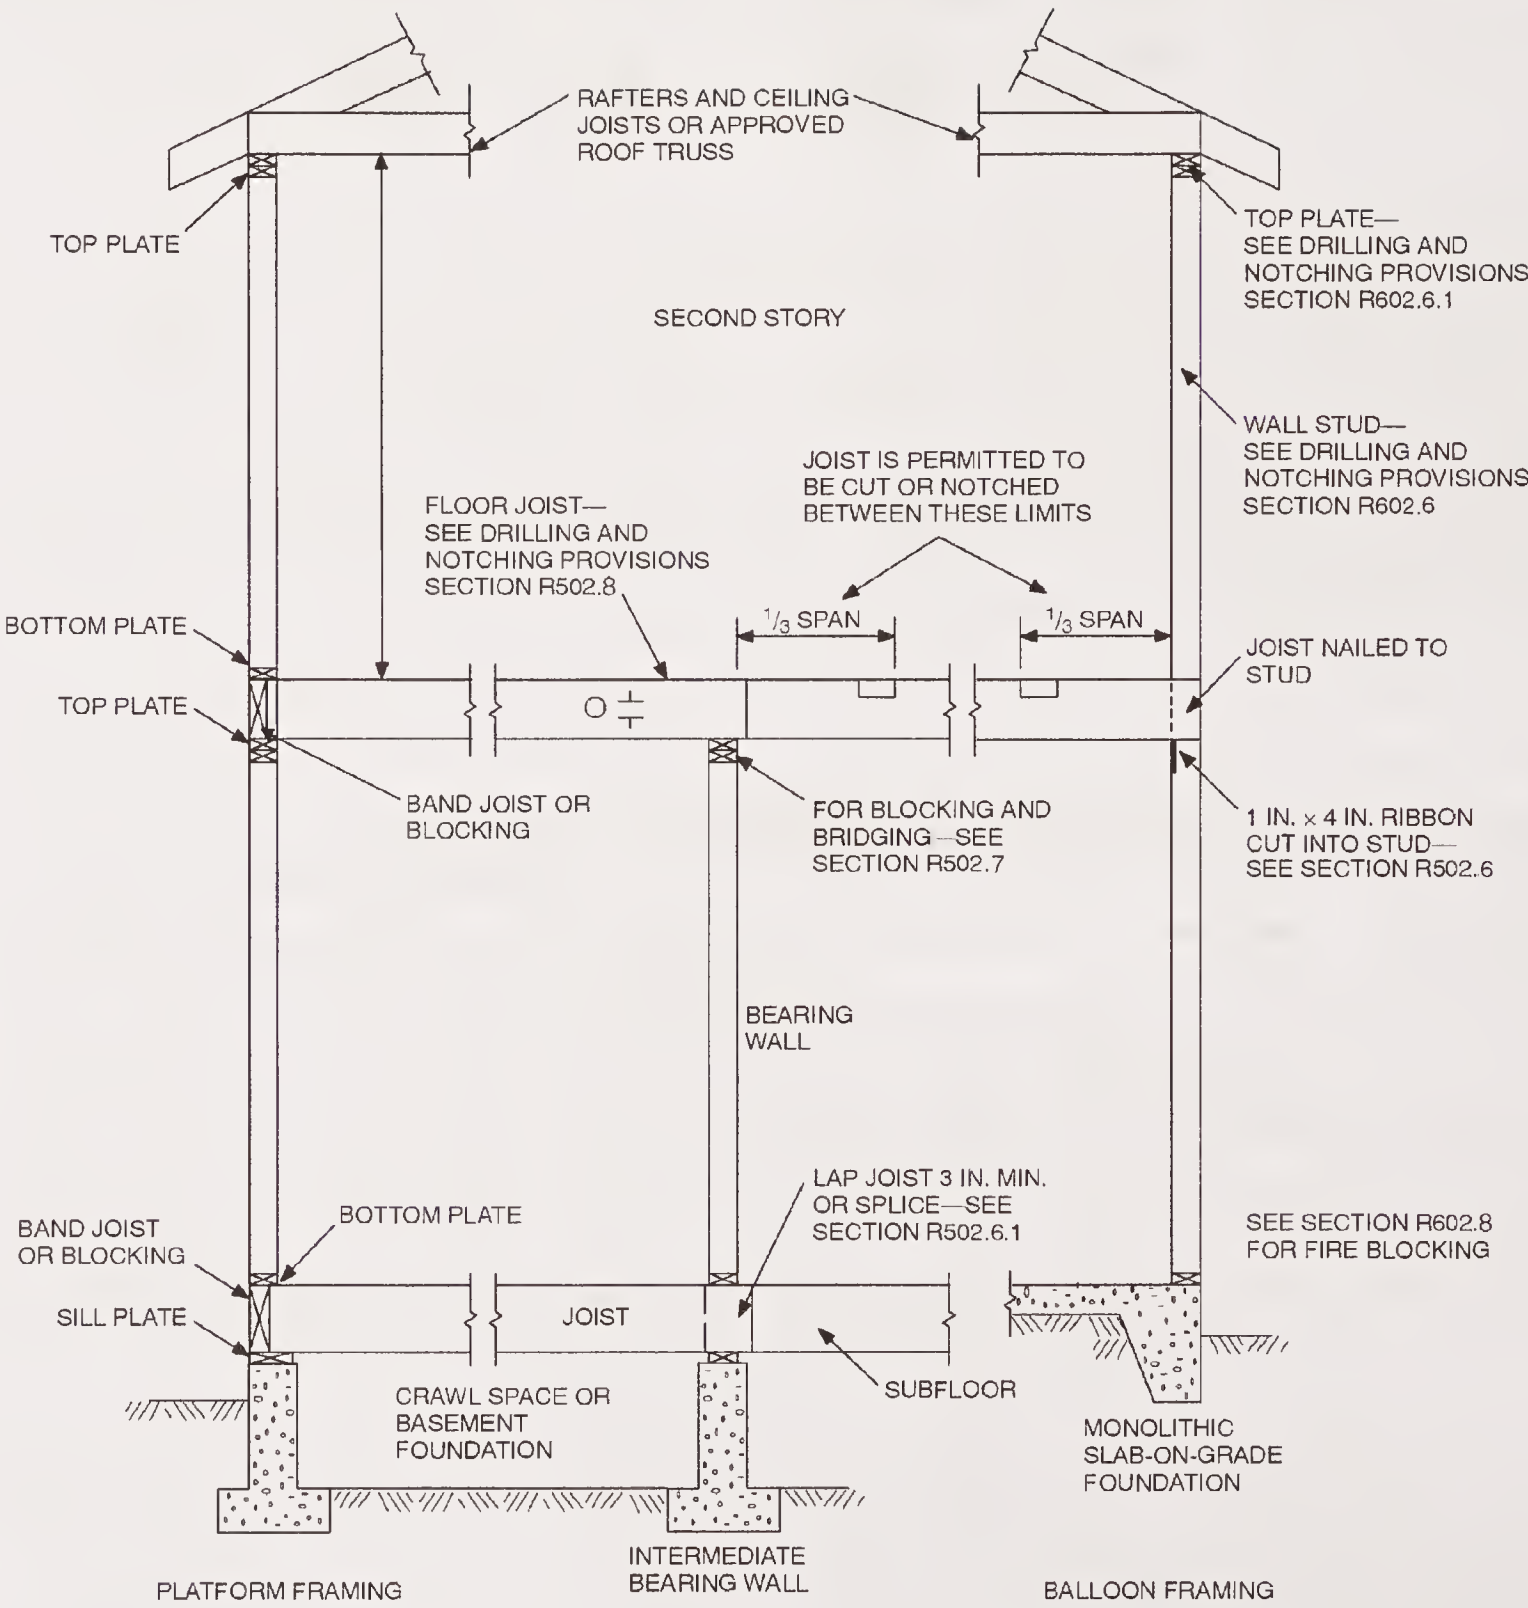 RAFTERS AND CEILING
JOISTS OR APPROVED
ROOF TRUSS
TOP PLATE
TOP PLATE—
SEE DRILLING AND
NOTCHING PROVISIONS
SECTION R602.6.1
SECOND STORY
WALL STUD—
SEE DRILLING AND
NOTCHING PROVISIONS
SECTION R602.6
JOIST IS PERMITTED TO
BE CUT OR NOTCHED
BETWEEN THESE LIMITS
FLOOR JOIST—
SEE DRILLING AND
NOTCHING PROVISIONS
SECTION R502.8
1/3 SPAN
1/3 SPAN
BOTTOM PLATE
JOIST NAILED TO
STUD
TOP PLATE
BAND JOIST OR
BLOCKING
FOR BLOCKING AND
BRIDGING—SEE
SECTION R502.7
1 IN. × 4 IN. RIBBON
CUT INTO STUD—
SEE SECTION R502.6
BEARING
WALL
LAP JOIST 3 IN. MIN.
OR SPLICE—SEE
SECTION R502.6.1
BAND JOIST
OR BLOCKING
BOTTOM PLATE
SEE SECTION R602.8
FOR FIRE BLOCKING
SILL PLATE
JOIST
SUBFLOOR
CRAWL SPACE OR
BASEMENT
FOUNDATION
MONOLITHIC
SLAB-ON-GRADE
FOUNDATION
PLATFORM FRAMING
INTERMEDIATE
BEARING WALL
BALLOON FRAMING